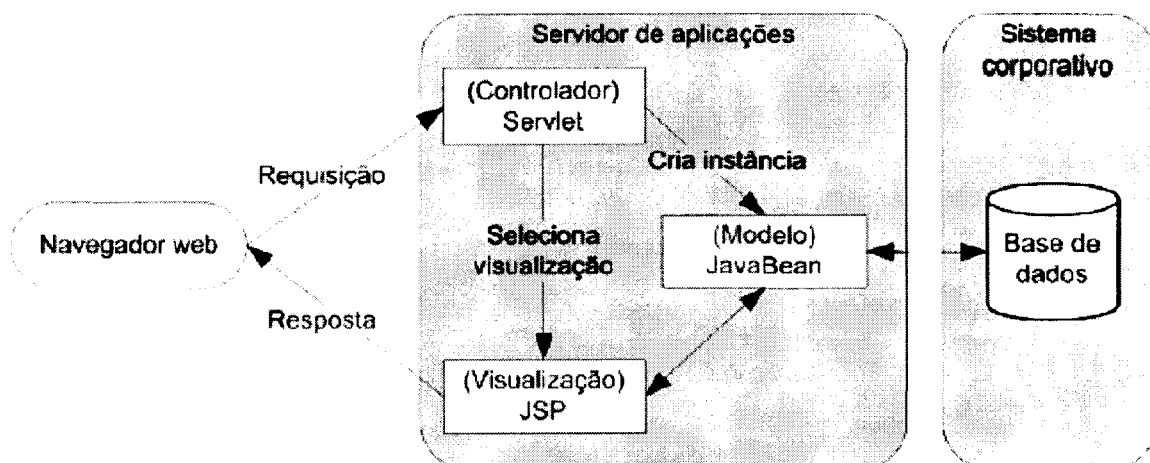 Servidor de aplicações
Sistema
corporativo
(Controlador)
Servlet
Cria instância
Requisição
Navegador web
Seleciona
visualização
(Modelo)
JavaBean
Base de
dados
Resposta
(Visualização)
JSP